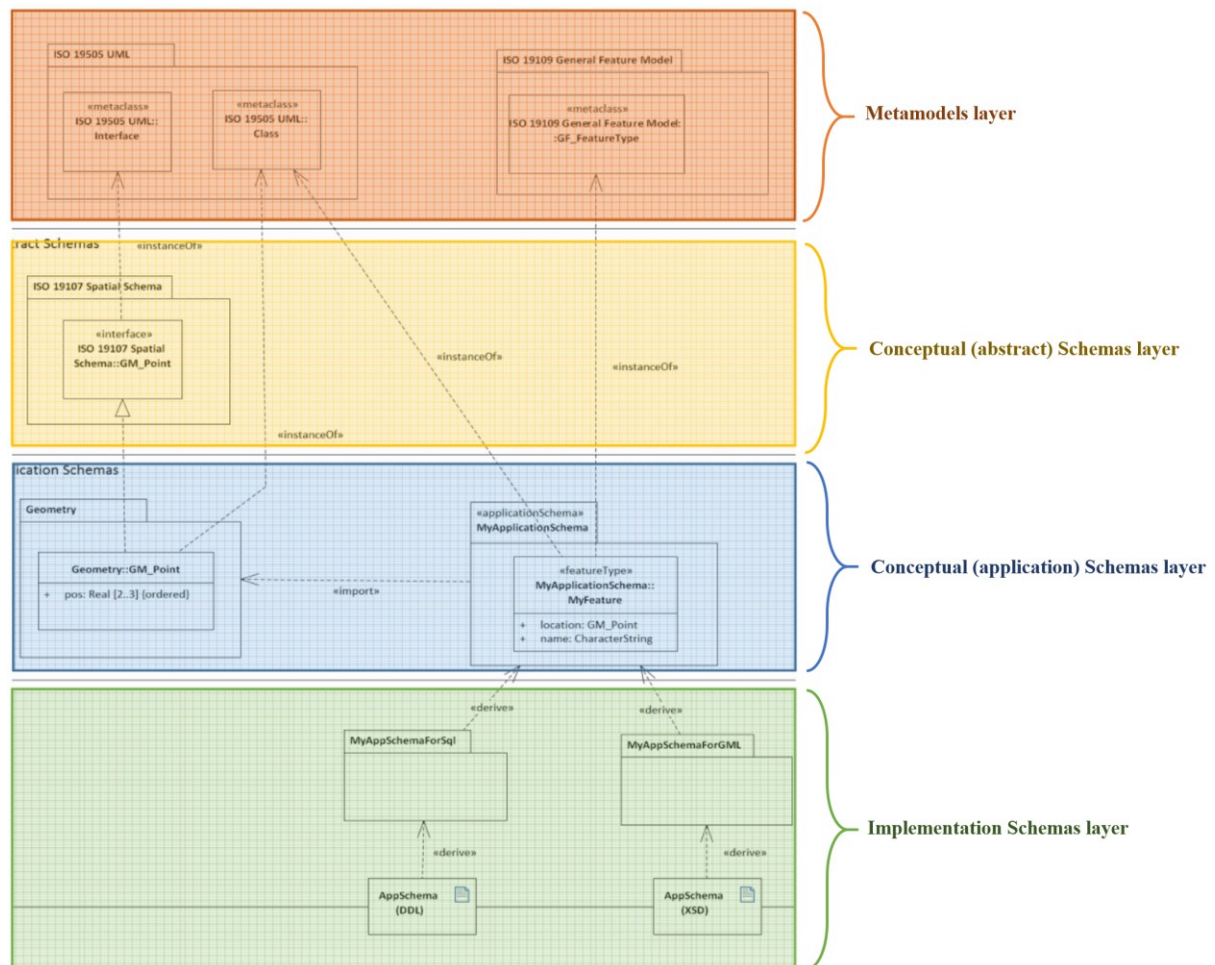 ISO 19505 UML
«metaclass»
ISO 19505 UML::
Interface
«metaclass»
ISO 19505 UML::
Class
ISO 19109 General Feature Model
«metaclass»
ISO 19109 General Feature Model:
:GF_FeatureType
Metamodels layer
ract Schemas
«instanceOf»
ISO 19107 Spatial Schema
«interface»
ISO 19107 Spatial
Schema::GM_Point
«instanceOf»
«instanceOf»
«instanceOf»
Conceptual (abstract) Schemas layer
lication Schemas
Geometry
Geometry::GM_Point
+ pos: Real [2..3] {ordered}
«import»
«applicationSchema»
MyApplicationSchema
«featureType»
MyApplicationSchema::
MyFeature
+ location: GM_Point
+ name: CharacterString
Conceptual (application) Schemas layer
«derive»
«derive»
MyAppSchemaForSql
MyAppSchemaForGML
«derive»
«derive»
AppSchema
(DDL)
AppSchema
(XSD)
Implementation Schemas layer